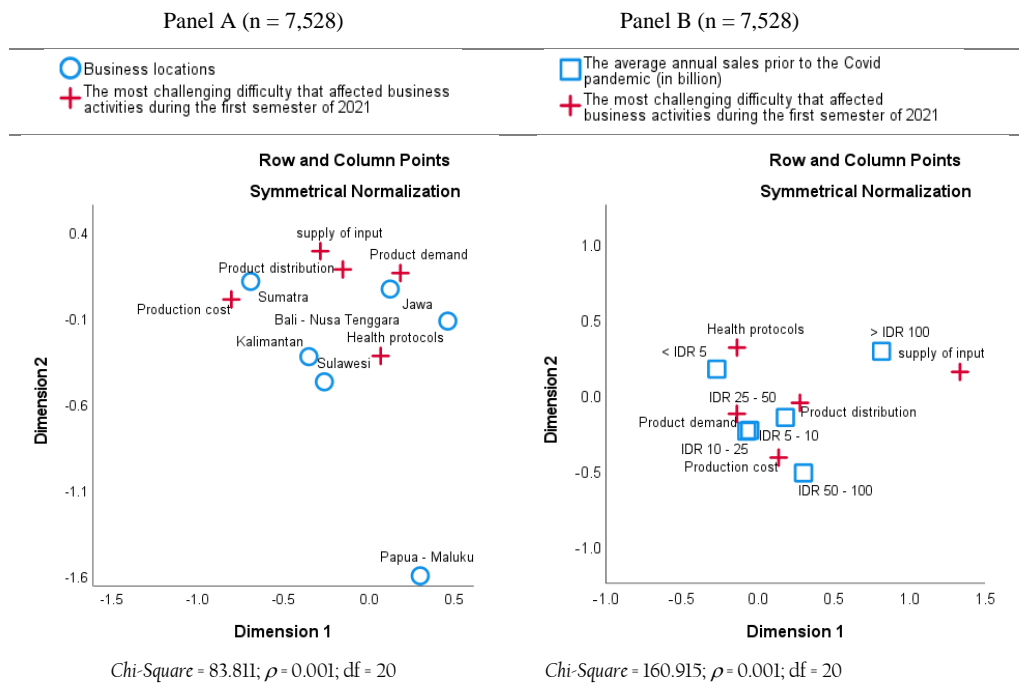 Panel A (n = 7,528)
Business locations
The most challenging difficulty that affected business
activities during the first semester of 2021
Row and Column Points
Symmetrical Normalization
0.4
-0.1
-0.6
-1.1
-1.6
Dimension 2
supply of input
Product demand
Product distribution
Sumatra
Jawa
Production cost
Bali - Nusa Tenggara
Kalimantan
Health protocols
Sulawesi
Papua - Maluku
-1.5
-1.0
-0.5
0.0
0.5
Dimension 1
Chi-Square = 83.811; ρ = 0.001; df = 20
Panel B (n = 7,528)
The average annual sales prior to the Covid
pandemic (in billion)
The most challenging difficulty that affected
business activities during the first semester of 2021
Row and Column Points
Symmetrical Normalization
1.0
0.5
0.0
-0.5
-1.0
Dimension 2
Health protocols
> IDR 100
< IDR 5
supply of input
IDR 25 - 50
Product distribution
Product demand
IDR 5 - 10
IDR 10 - 25
Production cost
IDR 50 - 100
-1.0
-0.5
0.0
0.5
1.0
1.5
Dimension 1
Chi-Square = 160.915; ρ = 0.001; df = 20